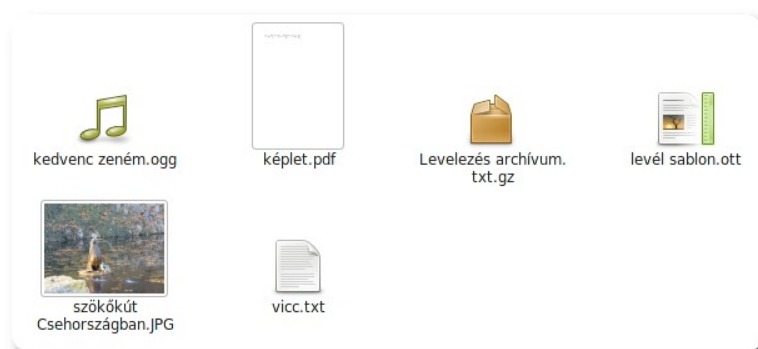 kedvenc zeném.ogg
képlet.pdf
Levelezés archívum.
txt.gz
levél sablon.ott
szökőkút
Csehországban.JPG
vicc.txt